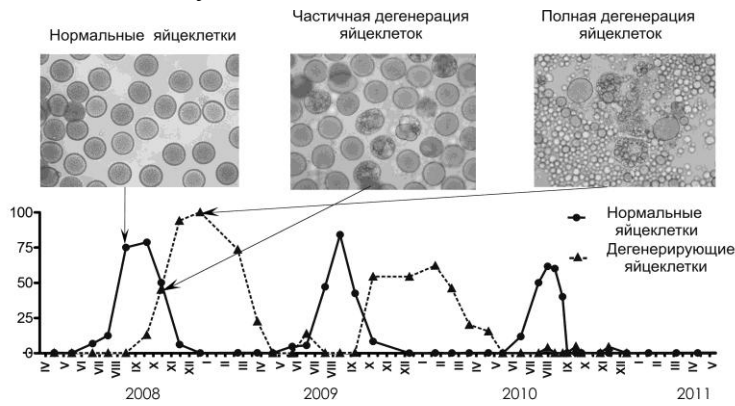 Нормальные яйцеклетки
Частичная дегенерация
яйцеклеток
Полная дегенерация
яйцеклеток
100
75
50
25
0
Нормальные
яйцеклетки
Дегенерирующие
яйцеклетки
IV V VI VII VIII IX X XI XII I II III IV V VI VII VIII IX X XI XII I II III IV V VI VII VIII IX X XI XII I II III IV V
2008 2009 2010 2011